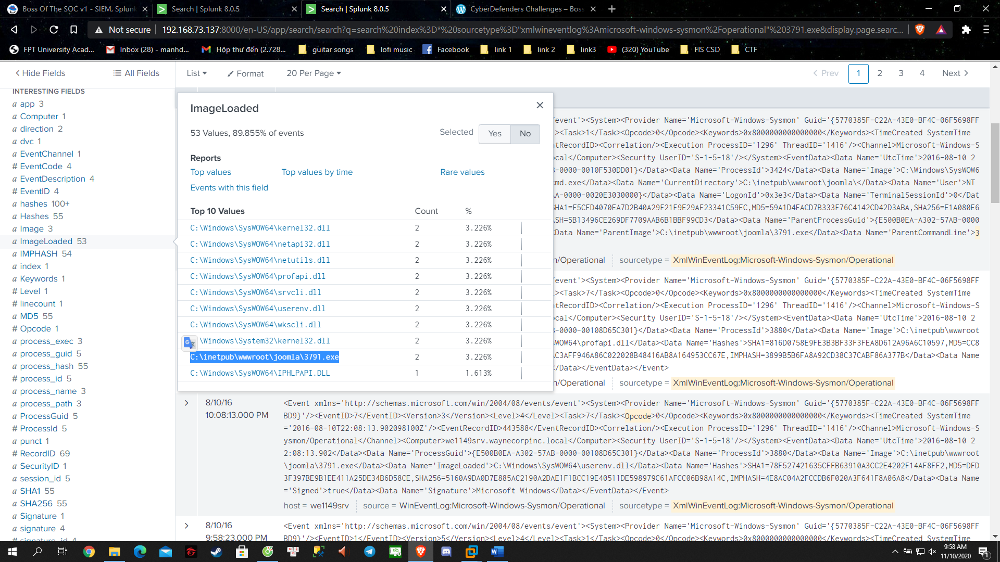 Boss Of The SOC v1 - SIEM, Splunk
Search | Splunk 8.0.5
Search | Splunk 8.0.5
CyberDefenders Challenges – Boss
Not secure
192.168.73.137:8000/en-US/app/search/search?q=search%20index%3D*%20sourcetype%3D"xmlwineventlog%3Amicrosoft-windows-sysmon%2Foperational"%203791.exe&display.page.searc...
FPT University Acad...
Inbox (28) - manhd...
Hộp thư đến (2.728...
guitar songs
lofi music
Facebook
link 1
link 2
link3
(320) YouTube
FIS CSD
CTF
Hide Fields
All Fields
List
Format
20 Per Page
Prev
1
2
3
4
Next
INTERESTING FIELDS
a app 3
a Computer 1
a direction 2
a dvc 1
a EventChannel 1
# EventCode 4
a EventDescription 4
# EventID 4
a hashes 100+
a Hashes 55
a Image 3
a ImageLoaded 53
a IMPHASH 54
a index 1
a Keywords 1
# Level 1
# linecount 1
a MD5 55
# Opcode 1
a process_exec 3
a process_guid 5
a process_hash 55
# process_id 5
a process_name 3
a process_path 3
a ProcessGuid 5
# ProcessId 5
a punct 1
# RecordID 69
a SecurityID 1
a session_id 5
a SHA1 55
a SHA256 55
a Signature 1
a signature 4
# signature_id 4
ImageLoaded
53 Values, 89.855% of events
Selected
Yes
No
Reports
Top values
Top values by time
Rare values
Events with this field
Top 10 Values Count %
C:\Windows\SysWOW64\kernel32.dll 2 3.226%
C:\Windows\SysWOW64\netapi32.dll 2 3.226%
C:\Windows\SysWOW64\netutils.dll 2 3.226%
C:\Windows\SysWOW64\profapi.dll 2 3.226%
C:\Windows\SysWOW64\srvcli.dll 2 3.226%
C:\Windows\SysWOW64\userenv.dll 2 3.226%
C:\Windows\SysWOW64\wkscli.dll 2 3.226%
\Windows\System32\kernel32.dll 2 3.226%
C:\inetpub\wwwroot\joomla\3791.exe 2 3.226%
C:\Windows\SysWOW64\IPHLPAPI.DLL 1 1.613%
/event'><System><Provider Name='Microsoft-Windows-Sysmon' Guid='{5770385F-C22A-43E0-BF4C-06F5698FF
l><Task>1</Task><Opcode>0</Opcode><Keywords>0x8000000000000000</Keywords><TimeCreated SystemTime
ntRecordID><Correlation/><Execution ProcessID='1296' ThreadID='1416'/><Channel>Microsoft-Windows-S
ocal</Computer><Security UserID='S-1-5-18'/></System><EventData><Data Name='UtcTime'>2016-08-10 2
B-0000-0010F530DD01}</Data><Data Name='ProcessId'>3424</Data><Data Name='Image'>C:\Windows\SysWOW6
cmd.exe</Data><Data Name='CurrentDirectory'>C:\inetpub\wwwroot\joomla\</Data><Data Name='User'>NT
AA-0000-0020E3030000}</Data><Data Name='LogonId'>0x3e3</Data><Data Name='TerminalSessionId'>0</Dat
SHA1=F5CFD4070EA7D2B40A29F21F9E29AF23341C59EC,MD5=59A1D4FACD7B333F76C4142CD42D3ABA,SHA256=E1A080E6
ASH=5B13496CE269DF7709AAB6B1BBF99CD3</Data><Data Name='ParentProcessGuid'>{E500B0EA-A302-57AB-0000
<Data Name='ParentImage'>C:\inetpub\wwwroot\joomla\3791.exe</Data><Data Name='ParentCommandLine'>3
n/Operational sourcetype = XmlWinEventLog:Microsoft-Windows-Sysmon/Operational
/event'><System><Provider Name='Microsoft-Windows-Sysmon' Guid='{5770385F-C22A-43E0-BF4C-06F5698FF
l><Task>7</Task><Opcode>0</Opcode><Keywords>0x8000000000000000</Keywords><TimeCreated SystemTime
ntRecordID><Correlation/><Execution ProcessID='1296' ThreadID='1416'/><Channel>Microsoft-Windows-S
ocal</Computer><Security UserID='S-1-5-18'/></System><EventData><Data Name='UtcTime'>2016-08-10 2
B-0000-00108D65C301}</Data><Data Name='ProcessId'>3880</Data><Data Name='Image'>C:\inetpub\wwwroot
sWOW64\profapi.dll</Data><Data Name='Hashes'>SHA1=816D0758E9FE3B3BF33F3FEA8D612A96A6C10597,MD5=CC8
AC3AFF946A86C022028B48416AB8A164953CC67E,IMPHASH=3899B5B6FA8A92CD38C37CABF86A377B</Data><Data Name
</Data></EventData></Event>
n/Operational sourcetype = XmlWinEventLog:Microsoft-Windows-Sysmon/Operational
8/10/16
10:08:13.000 PM
<Event xmlns='http://schemas.microsoft.com/win/2004/08/events/event'><System><Provider Name='Microsoft-Windows-Sysmon' Guid='{5770385F-C22A-43E0-BF4C-06F5698FF
BD9}'/><EventID>7</EventID><Version>3</Version><Level>4</Level><Task>7</Task><Opcode>0</Opcode><Keywords>0x8000000000000000</Keywords><TimeCreated SystemTime
='2016-08-10T22:08:13.902098100Z'/><EventRecordID>443588</EventRecordID><Correlation/><Execution ProcessID='1296' ThreadID='1416'/><Channel>Microsoft-Windows-S
ysmon/Operational</Channel><Computer>we1149srv.waynecorpinc.local</Computer><Security UserID='S-1-5-18'/></System><EventData><Data Name='UtcTime'>2016-08-10 2
2:08:13.902</Data><Data Name='ProcessGuid'>{E500B0EA-A302-57AB-0000-00108D65C301}</Data><Data Name='ProcessId'>3880</Data><Data Name='Image'>C:\inetpub\wwwroot
\joomla\3791.exe</Data><Data Name='ImageLoaded'>C:\Windows\SysWOW64\userenv.dll</Data><Data Name='Hashes'>SHA1=78F527421635CFFB63910A3CC2E4202F14AF8FF2,MD5=DFD
3F397BE9B1EE411A25DE34B6D58CE,SHA256=5160A9DA0D7E885AC2190A2DAE1F1BCC19E40511DE598979C61AFCC06B98A14C,IMPHASH=4E8AC04A2FCCDB6F020A3F641F8A06A8</Data><Data Name
='Signed'>true</Data><Data Name='Signature'>Microsoft Windows</Data></EventData></Event>
host = we1149srv source = WinEventLog:Microsoft-Windows-Sysmon/Operational sourcetype = XmlWinEventLog:Microsoft-Windows-Sysmon/Operational
8/10/16
9:58:23.000 PM
<Event xmlns='http://schemas.microsoft.com/win/2004/08/events/event'><System><Provider Name='Microsoft-Windows-Sysmon' Guid='{5770385F-C22A-43E0-BF4C-06F5698FF
BD9}'/><EventID>1</EventID><Version>5</Version><Level>4</Level><Task>1</Task><Opcode>0</Opcode><Keywords>0x8000000000000000</Keywords><TimeCreated SystemTime
9:58 AM
11/10/2020
1